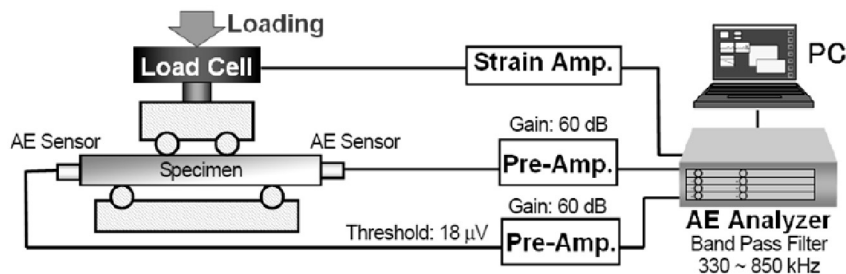 Loading
Load Cell
Strain Amp.
PC
AE Sensor
AE Sensor
Gain: 60 dB
Specimen
Pre-Amp.
Gain: 60 dB
Threshold: 18 μV
Pre-Amp.
AE Analyzer
Band Pass Filter
330 ~ 850 kHz